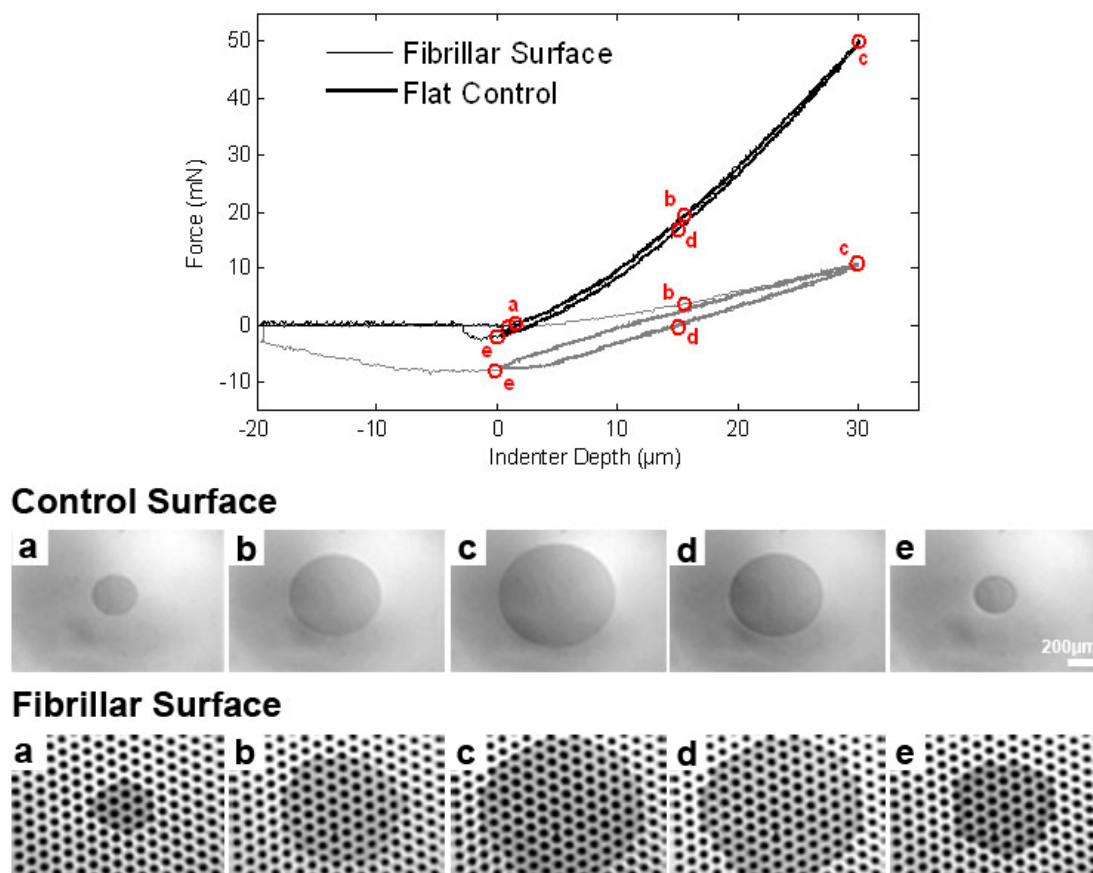 50
40
30
20
10
0
-10
Force (mN)
Fibrillar Surface
Flat Control
c
b
d
a
e
c
b
d
e
-20
-10
0
10
20
30
Indenter Depth (µm)
Control Surface
a
b
c
d
e
200µm
Fibrillar Surface
a
b
c
d
e